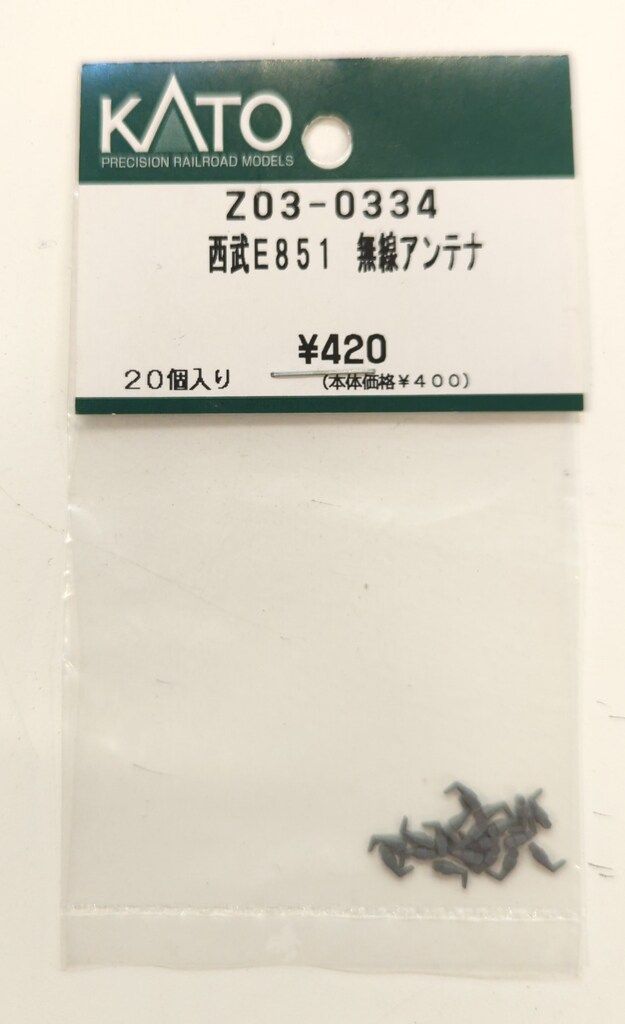 KATO
PRECISION RAILROAD MODELS
Z03-0334
西武E851 無線アンテナ
¥420
20個入り (本体価格¥400)